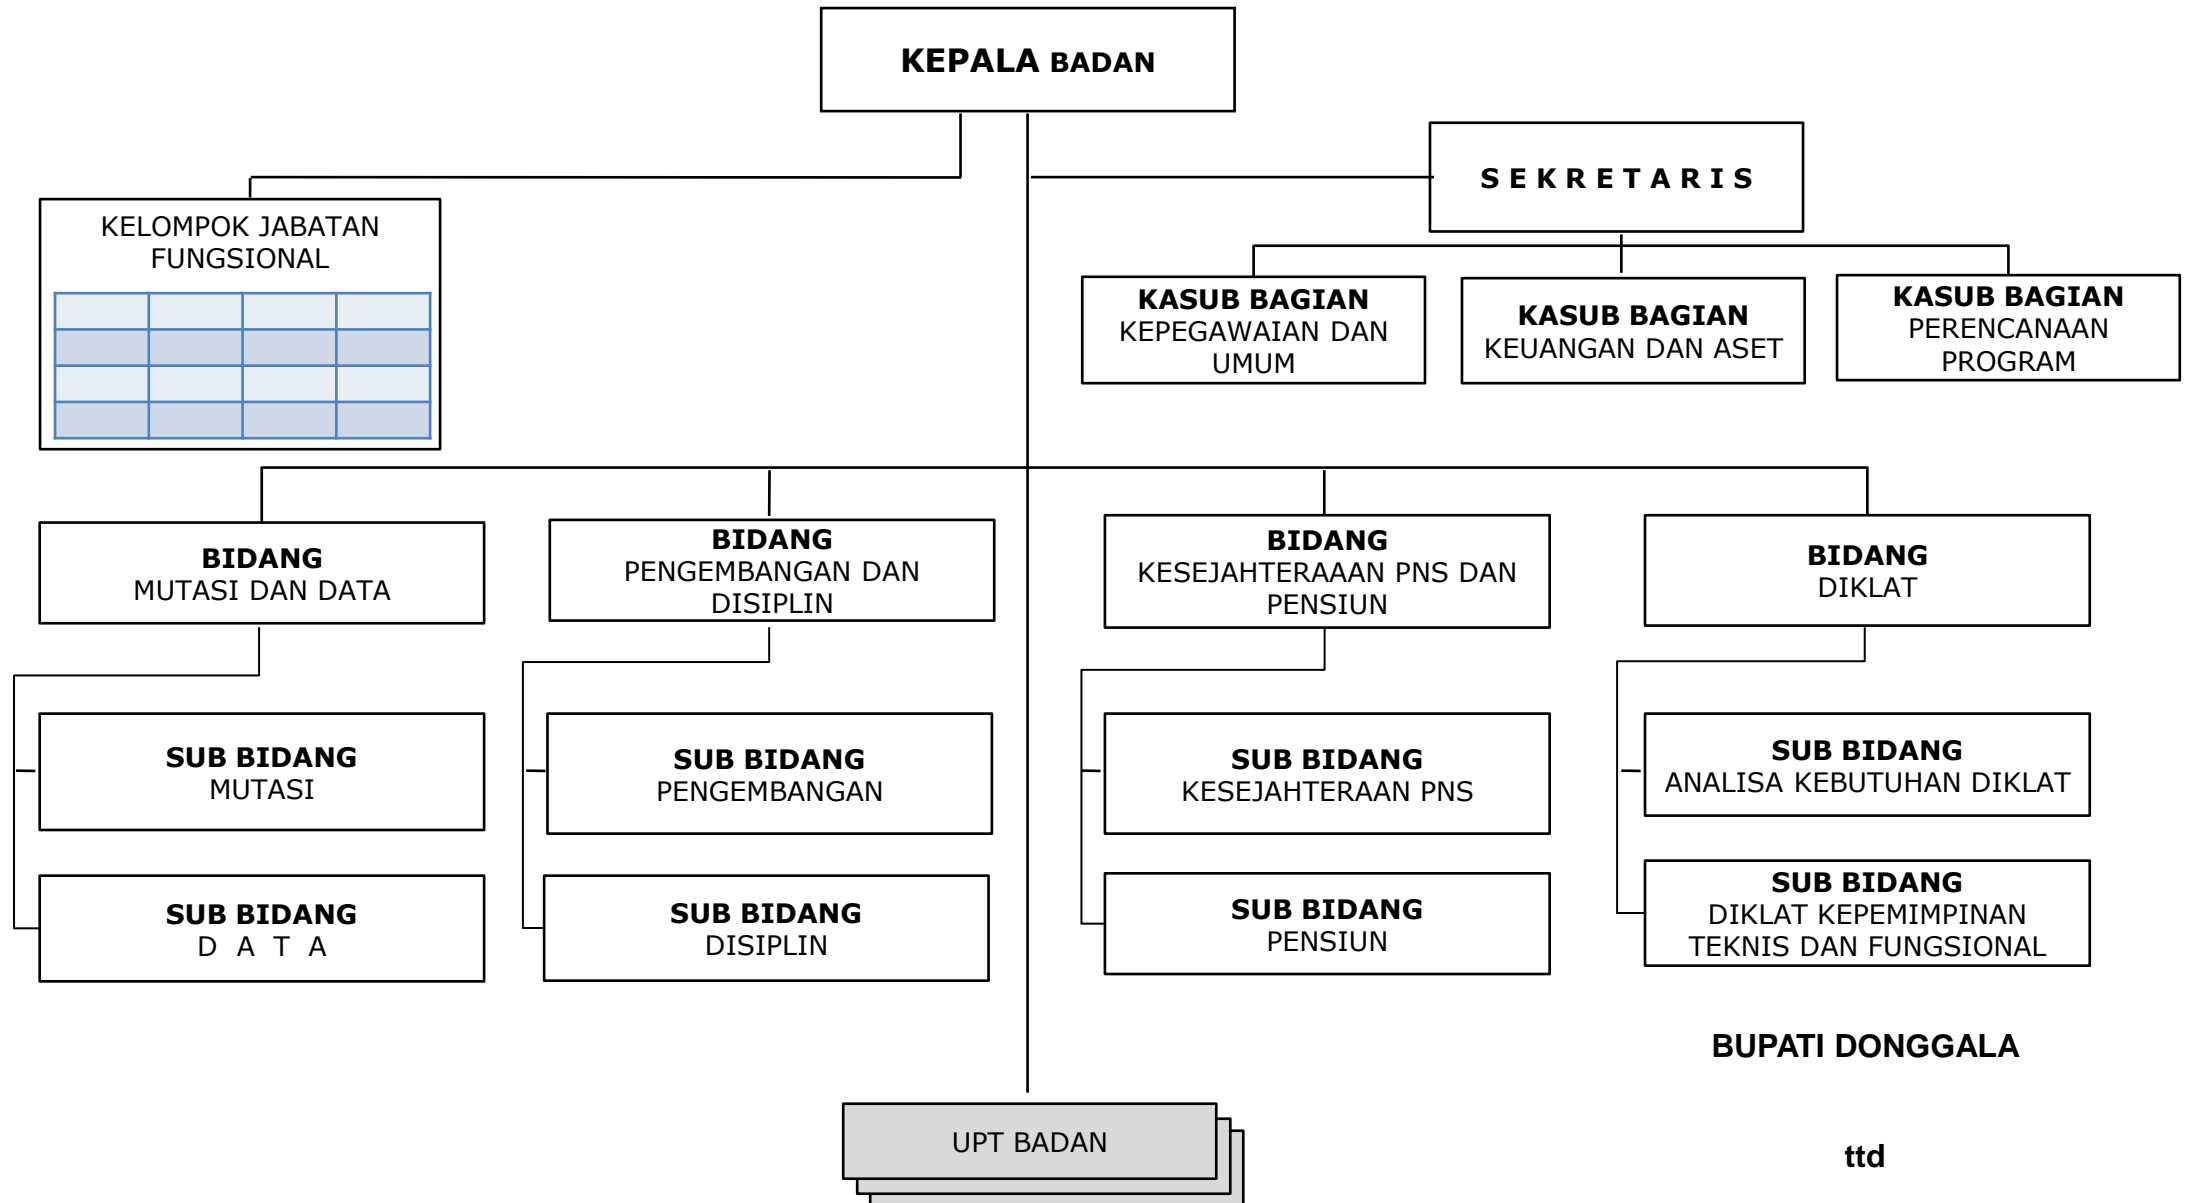 KEPALA BADAN
S E K R E T A R I S
KELOMPOK JABATAN
FUNGSIONAL
KASUB BAGIAN
KEPEGAWAIAN DAN
UMUM
KASUB BAGIAN
KEUANGAN DAN ASET
KASUB BAGIAN
PERENCANAAN
PROGRAM
BIDANG
MUTASI DAN DATA
BIDANG
PENGEMBANGAN DAN
DISIPLIN
BIDANG
KESEJAHTERAAAN PNS DAN
PENSIUN
BIDANG
DIKLAT
SUB BIDANG
MUTASI
SUB BIDANG
PENGEMBANGAN
SUB BIDANG
KESEJAHTERAAN PNS
SUB BIDANG
ANALISA KEBUTUHAN DIKLAT
SUB BIDANG
D A T A
SUB BIDANG
DISIPLIN
SUB BIDANG
PENSIUN
SUB BIDANG
DIKLAT KEPEMIMPINAN
TEKNIS DAN FUNGSIONAL
BUPATI DONGGALA
UPT BADAN
ttd